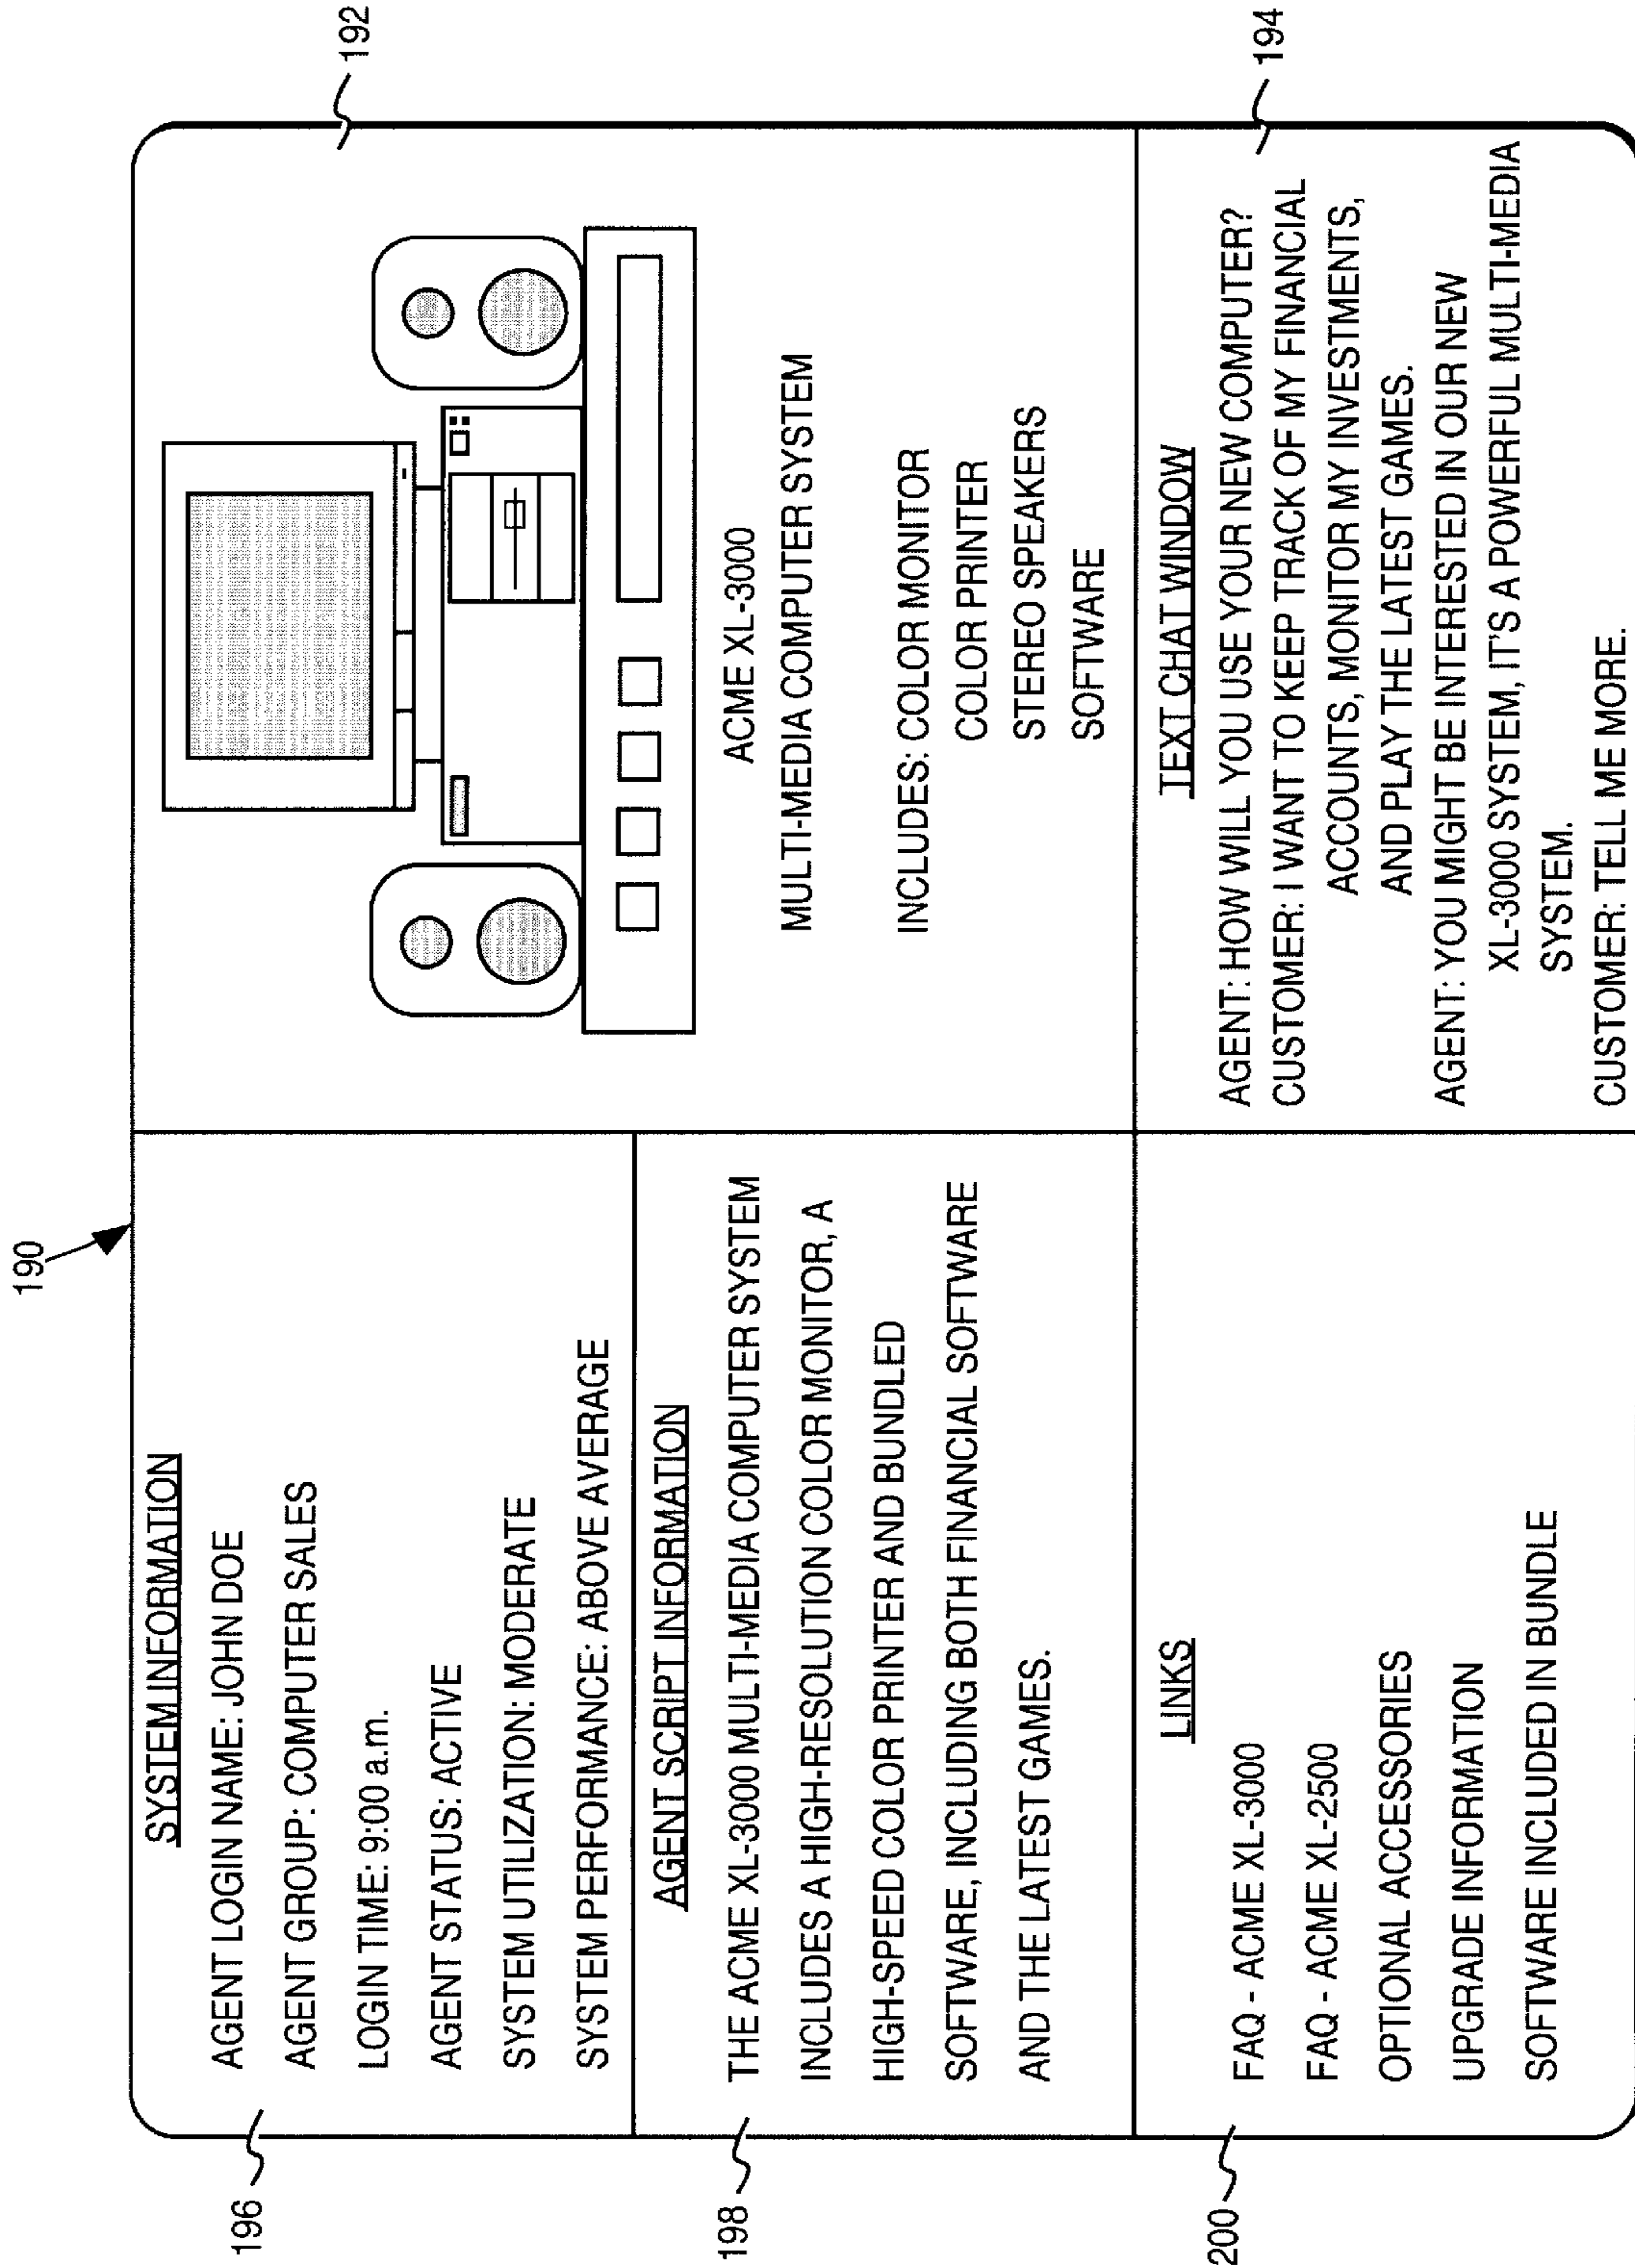 190
192
196
SYSTEM INFORMATION
AGENT LOGIN NAME: JOHN DOE
AGENT GROUP: COMPUTER SALES
LOGIN TIME: 9:00 a.m.
AGENT STATUS: ACTIVE
SYSTEM UTILIZATION: MODERATE
SYSTEM PERFORMANCE: ABOVE AVERAGE
198
AGENT SCRIPT INFORMATION
THE ACME XL-3000 MULTI-MEDIA COMPUTER SYSTEM
INCLUDES A HIGH-RESOLUTION COLOR MONITOR, A
HIGH-SPEED COLOR PRINTER AND BUNDLED
SOFTWARE, INCLUDING BOTH FINANCIAL SOFTWARE
AND THE LATEST GAMES.
ACME XL-3000
MULTI-MEDIA COMPUTER SYSTEM
INCLUDES: COLOR MONITOR
COLOR PRINTER
STEREO SPEAKERS
SOFTWARE
200
LINKS
FAQ - ACME XL-3000
FAQ - ACME XL-2500
OPTIONAL ACCESSORIES
UPGRADE INFORMATION
SOFTWARE INCLUDED IN BUNDLE
194
TEXT CHAT WINDOW
AGENT: HOW WILL YOU USE YOUR NEW COMPUTER?
CUSTOMER: I WANT TO KEEP TRACK OF MY FINANCIAL
ACCOUNTS, MONITOR MY INVESTMENTS,
AND PLAY THE LATEST GAMES.
AGENT: YOU MIGHT BE INTERESTED IN OUR NEW
XL-3000 SYSTEM, IT'S A POWERFUL MULTI-MEDIA
SYSTEM.
CUSTOMER: TELL ME MORE.